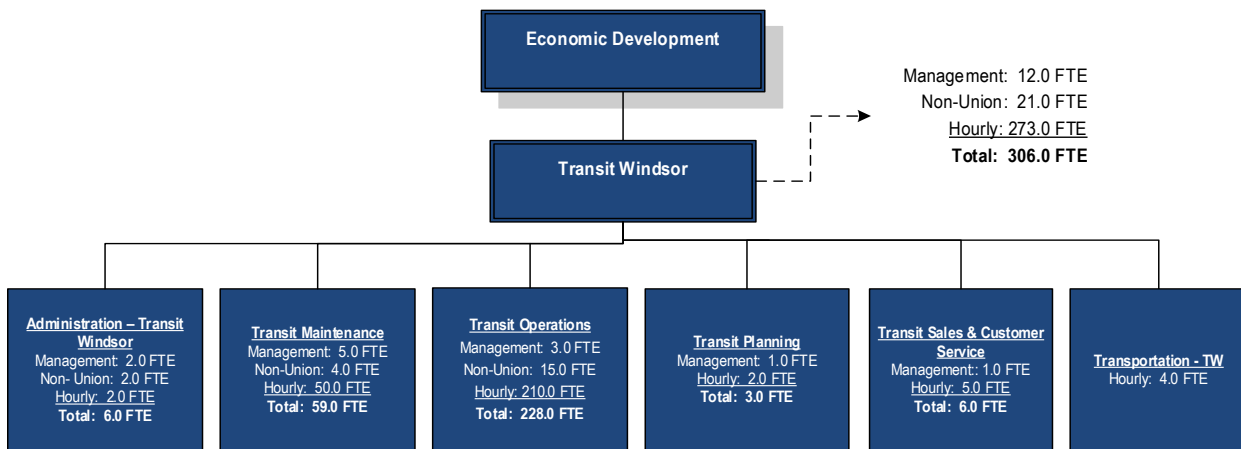 Economic Development
Management: 12.0 FTE
Non-Union: 21.0 FTE
Hourly: 273.0 FTE
Total: 306.0 FTE
Transit Windsor
Administration – Transit
Windsor
Management: 2.0 FTE
Non- Union: 2.0 FTE
Hourly: 2.0 FTE
Total: 6.0 FTE
Transit Maintenance
Management: 5.0 FTE
Non-Union: 4.0 FTE
Hourly: 50.0 FTE
Total: 59.0 FTE
Transit Operations
Management: 3.0 FTE
Non-Union: 15.0 FTE
Hourly: 210.0 FTE
Total: 228.0 FTE
Transit Planning
Management: 1.0 FTE
Hourly: 2.0 FTE
Total: 3.0 FTE
Transit Sales & Customer
Service
Management: 1.0 FTE
Hourly: 5.0 FTE
Total: 6.0 FTE
Transportation - TW
Hourly: 4.0 FTE